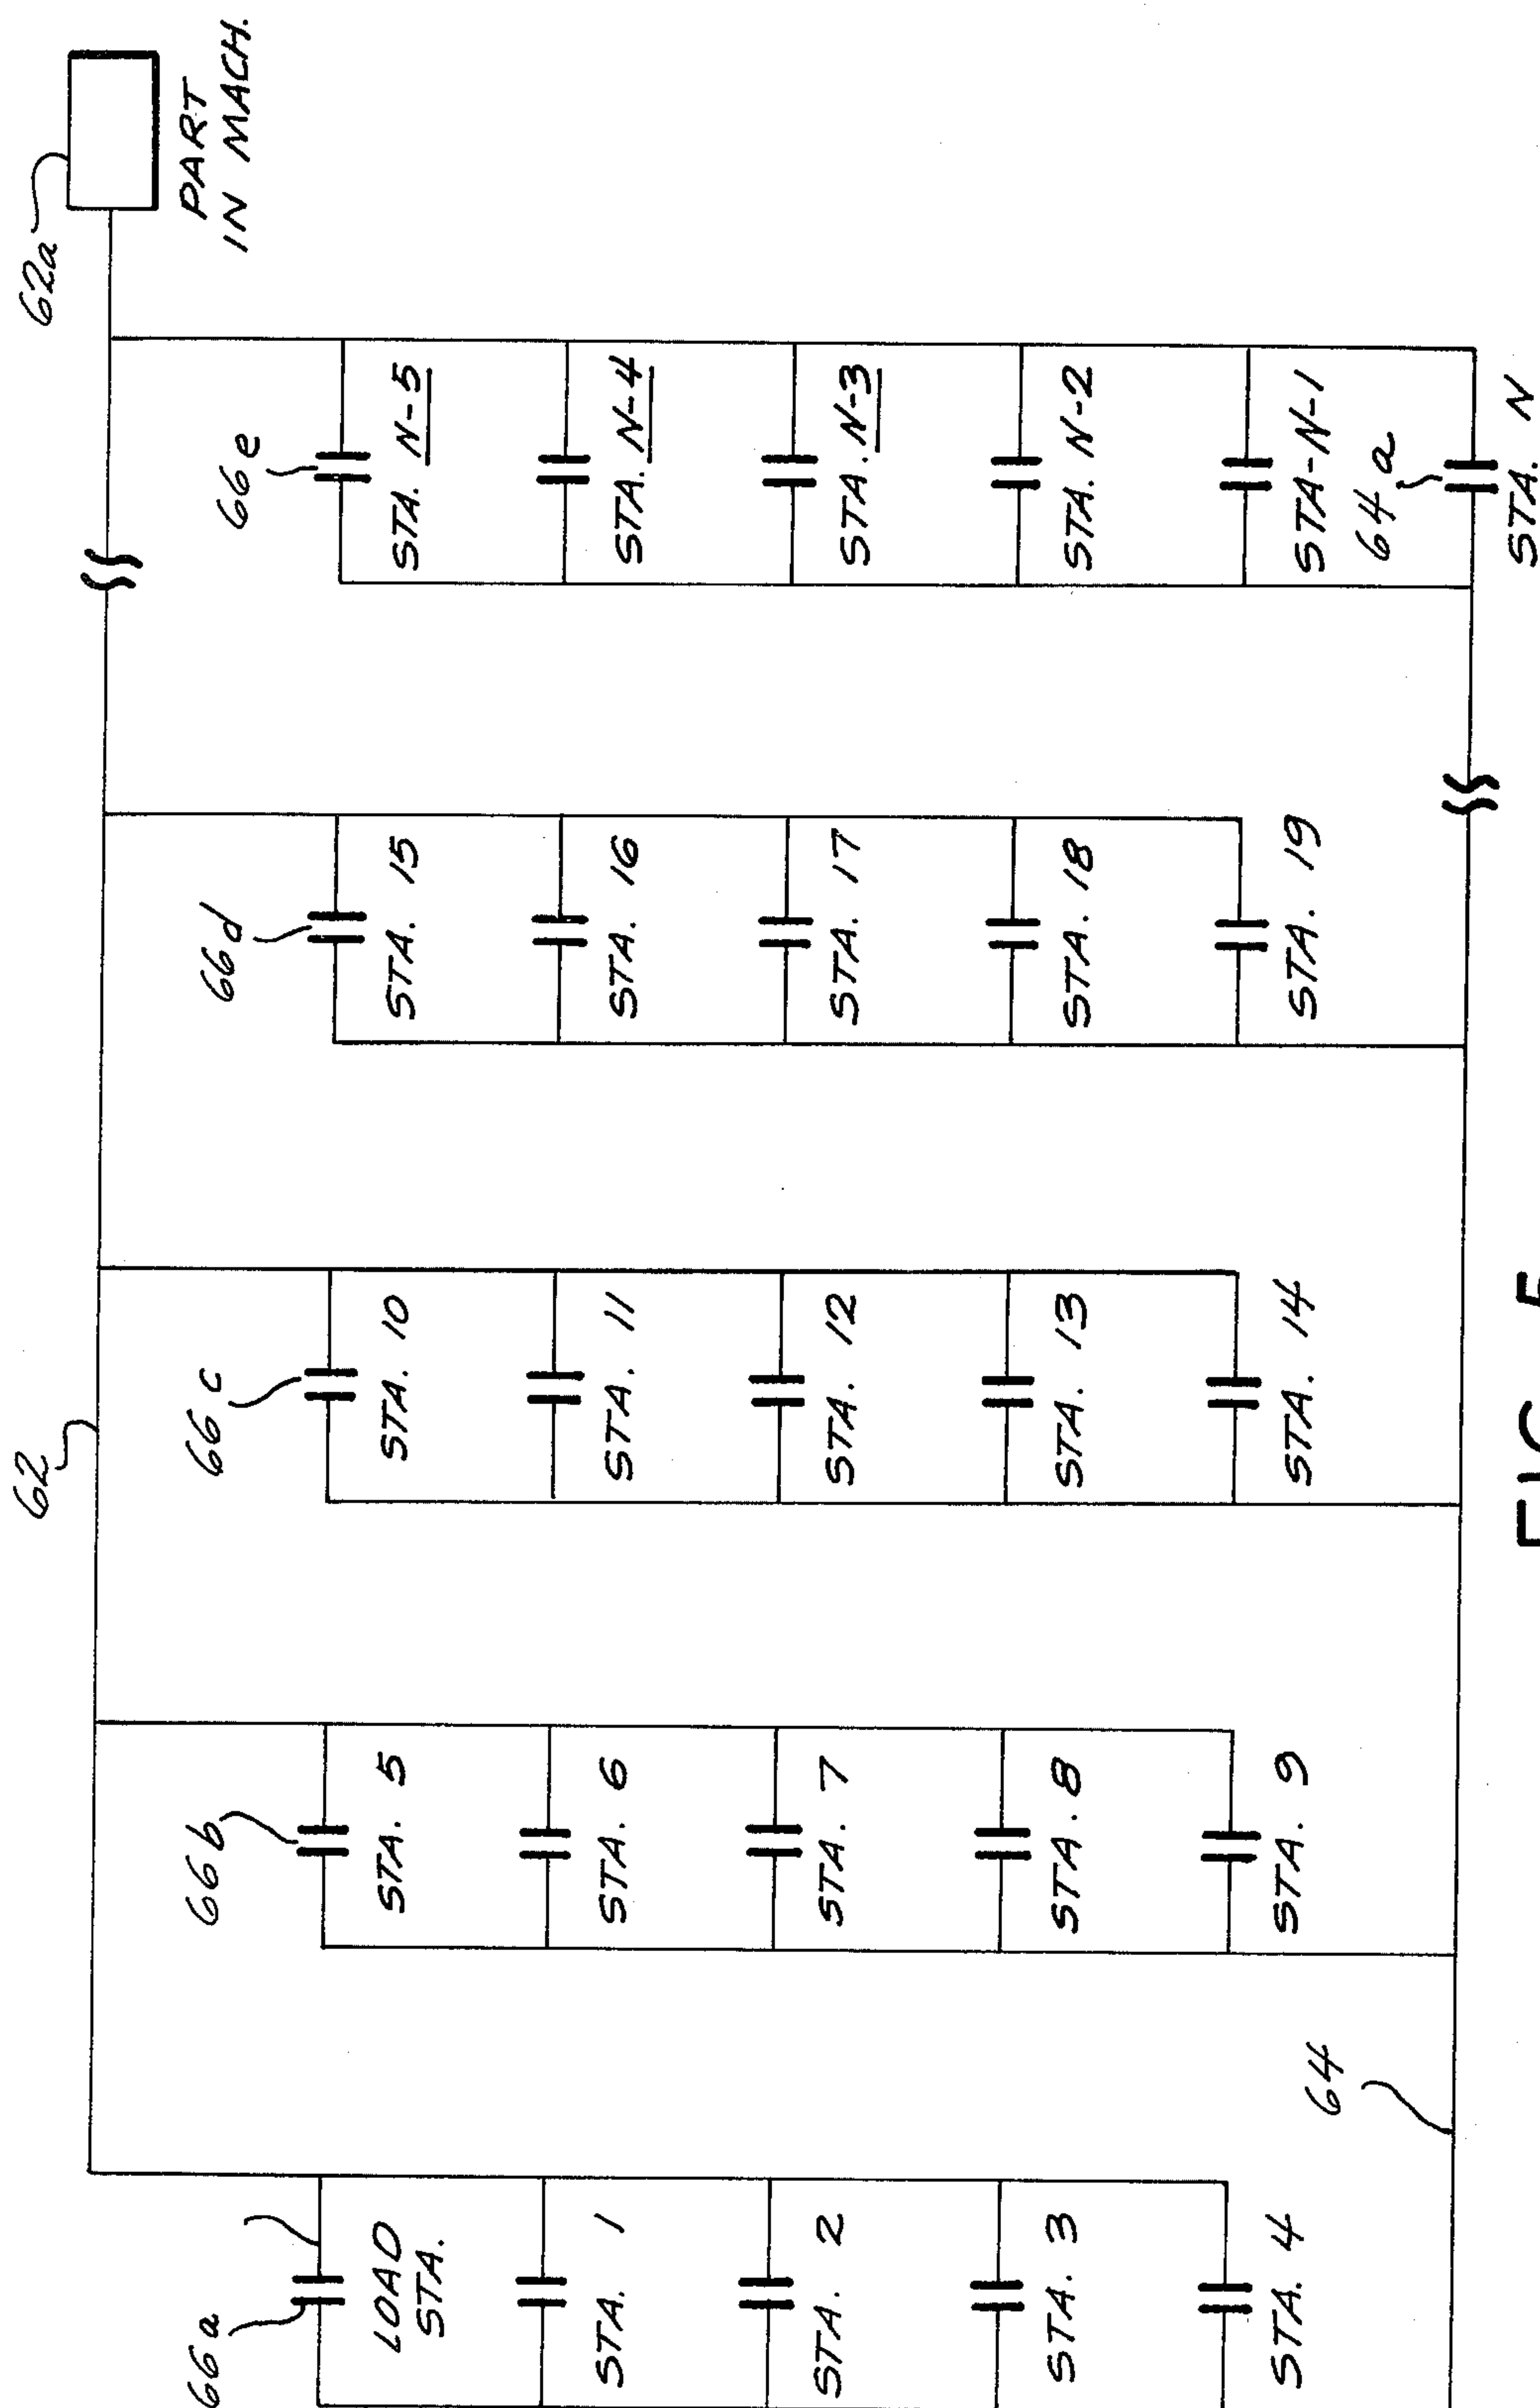 62a
PART
IN MACH.
62
66a
LOAD
STA.
STA. 1
STA. 2
STA. 3
STA. 4
66b
STA. 5
STA. 6
STA. 7
STA. 8
STA. 9
66c
STA. 10
STA. 11
STA. 12
STA. 13
STA. 14
66d
STA. 15
STA. 16
STA. 17
STA. 18
STA. 19
66e
STA. N-5
STA. N-4
STA. N-3
STA. N-2
STA-N-1
64a
STA. N
64